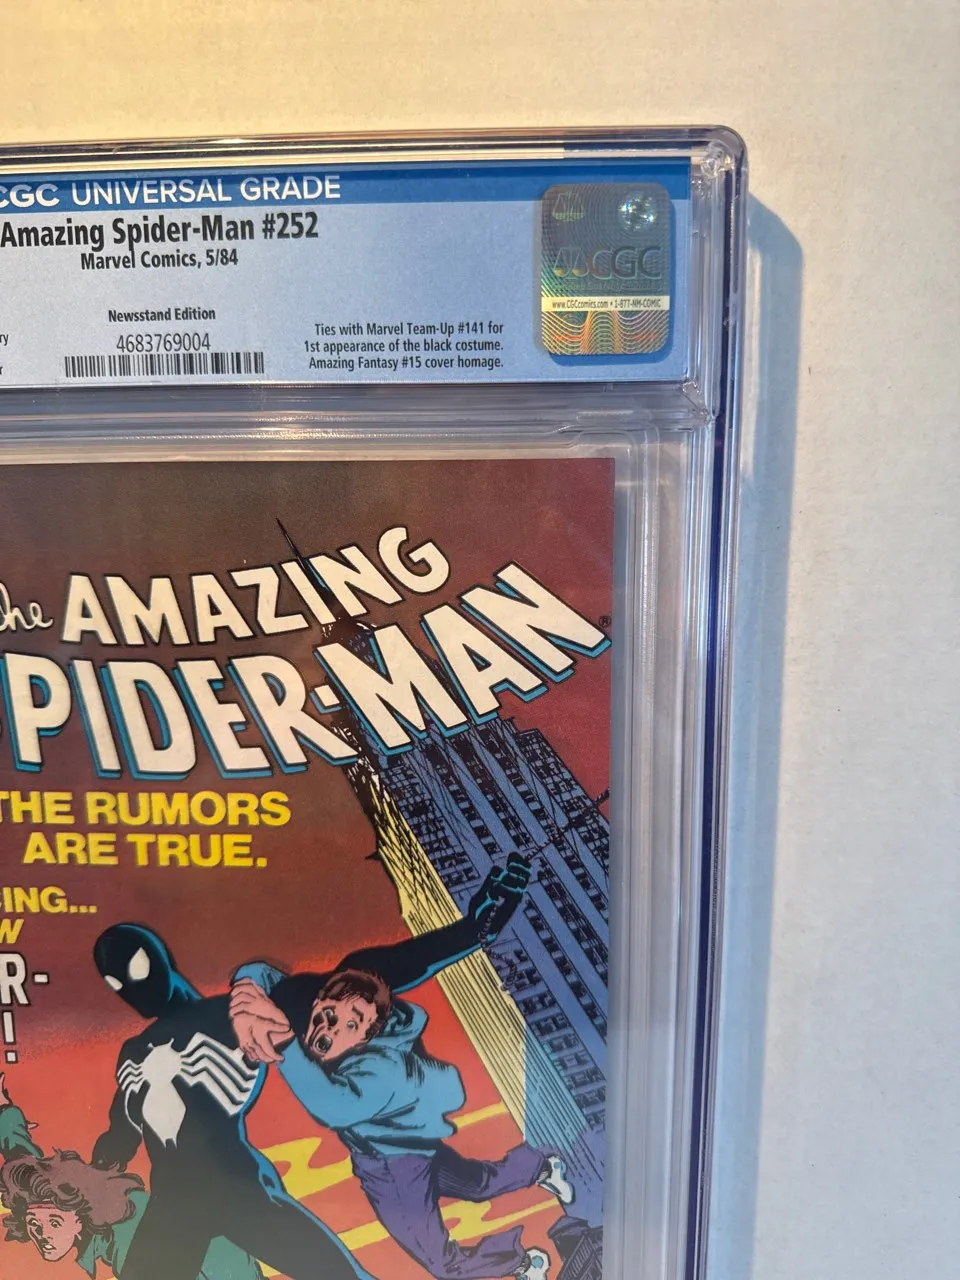 CGC UNIVERSAL GRADE
Amazing Spider-Man #252
Marvel Comics, 5/84
Newsstand Edition
4683769004
ry
r
Ties with Marvel Team-Up #141 for
1st appearance of the black costume.
Amazing Fantasy #15 cover homage.
CGC
www.CGCcomics.com • 1-877-NM-COMIC
the AMAZING
SPIDER-MAN®
THE RUMORS
ARE TRUE.
CING...
W
R-
!